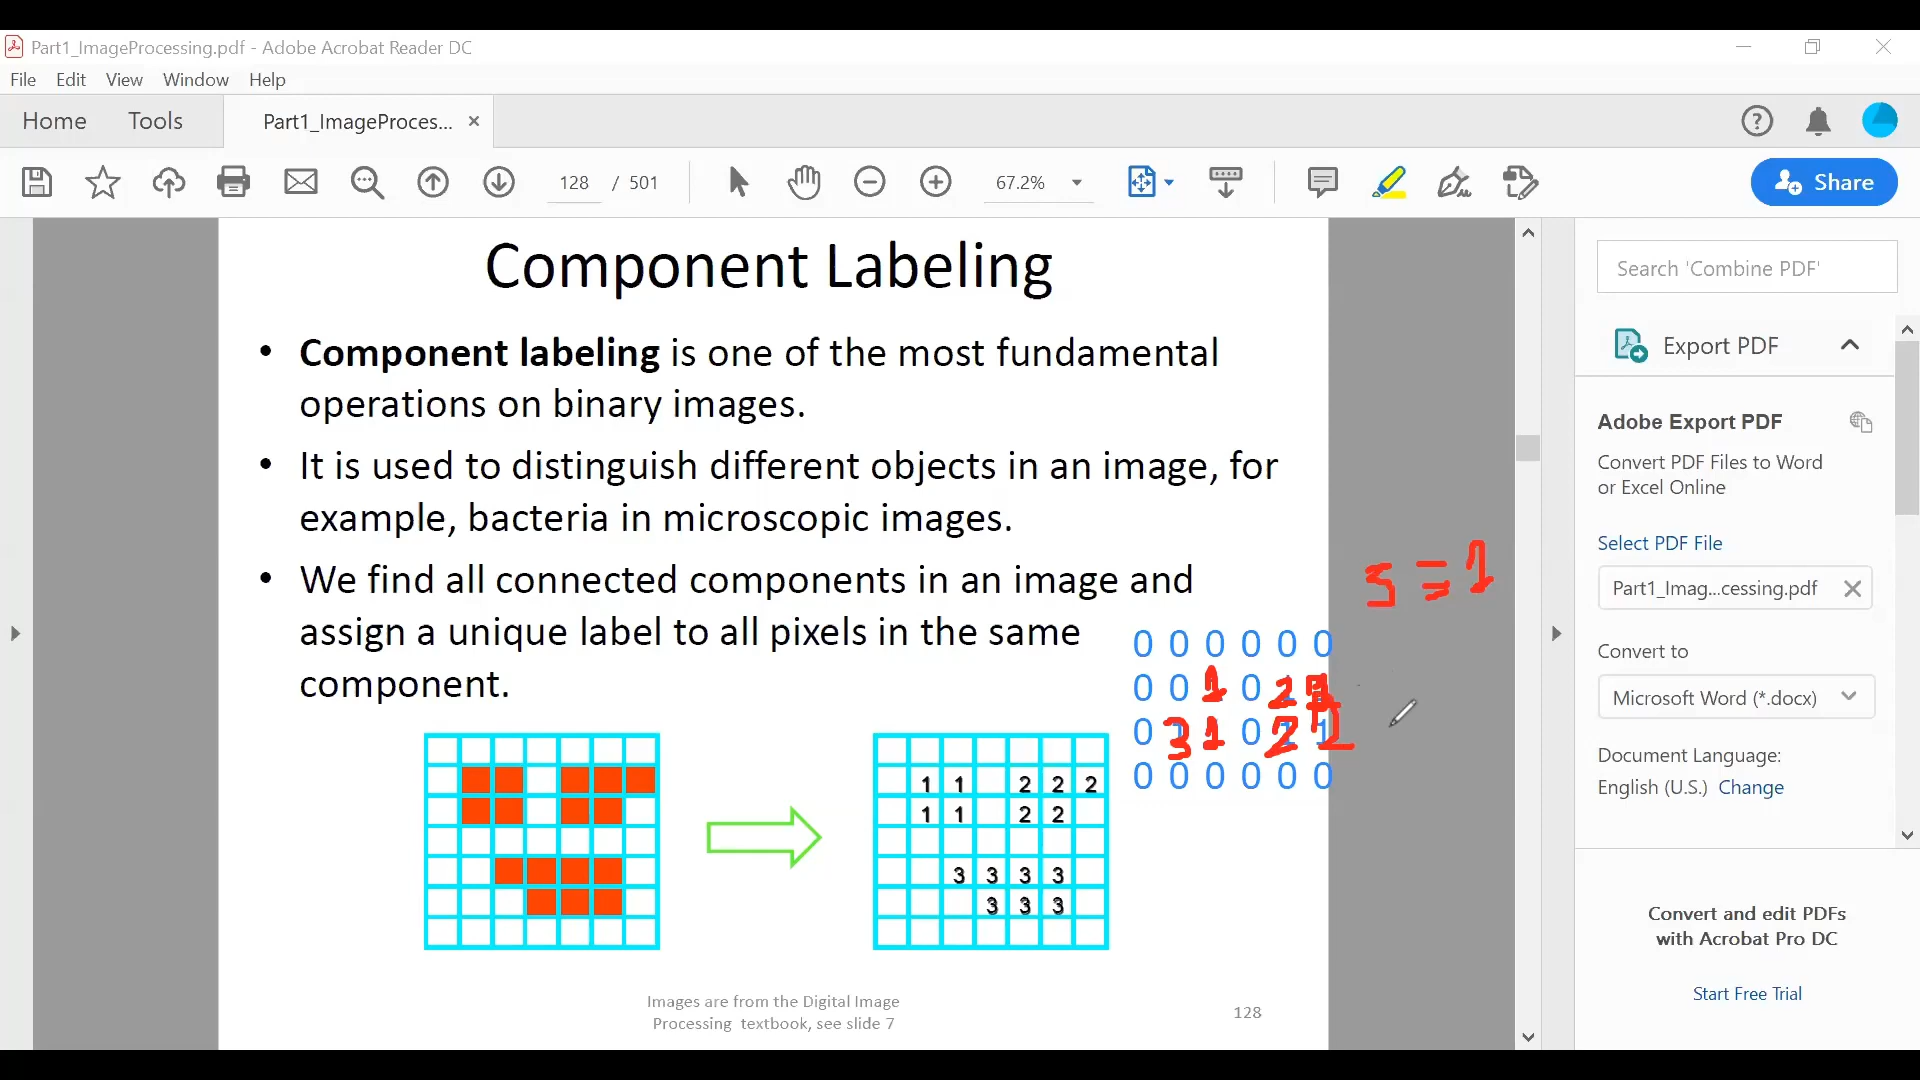 Part1_ImageProcessing.pdf - Adobe Acrobat Reader DC
File Edit View Window Help
Home Tools Part1_ImageProces... ×
128 / 501 67.2% Share
Component Labeling
• Component labeling is one of the most fundamental
operations on binary images.
• It is used to distinguish different objects in an image, for
example, bacteria in microscopic images.
• We find all connected components in an image and
assign a unique label to all pixels in the same
component.
0 0 0 0 0 0
0 0 1 0 2
0 3 1 0 2
0 0 0 0 0 0
1 1 2 2 2
1 1 2 2
3 3 3 3
3 3 3
Images are from the Digital Image
Processing textbook, see slide 7
128
Search 'Combine PDF'
Export PDF
Adobe Export PDF
Convert PDF Files to Word
or Excel Online
Select PDF File
Part1_Imag...cessing.pdf
Convert to
Microsoft Word (*.docx)
Document Language:
English (U.S.) Change
Convert and edit PDFs
with Acrobat Pro DC
Start Free Trial